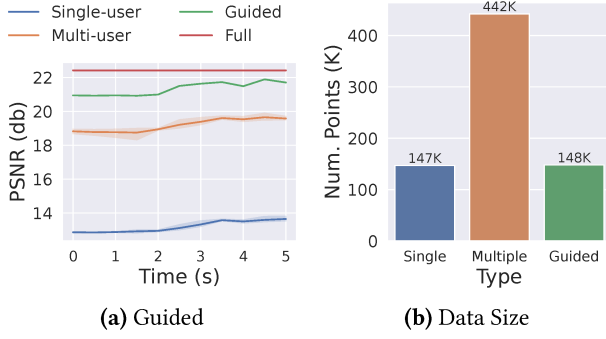 Single-user
Guided
Multi-user
Full
PSNR (db)
22
20
18
16
14
0 1 2 3 4 5
Time (s)
(a) Guided
Num. Points (K)
400
300
200
100
0
147K
442K
148K
Single Multiple Guided
Type
(b) Data Size